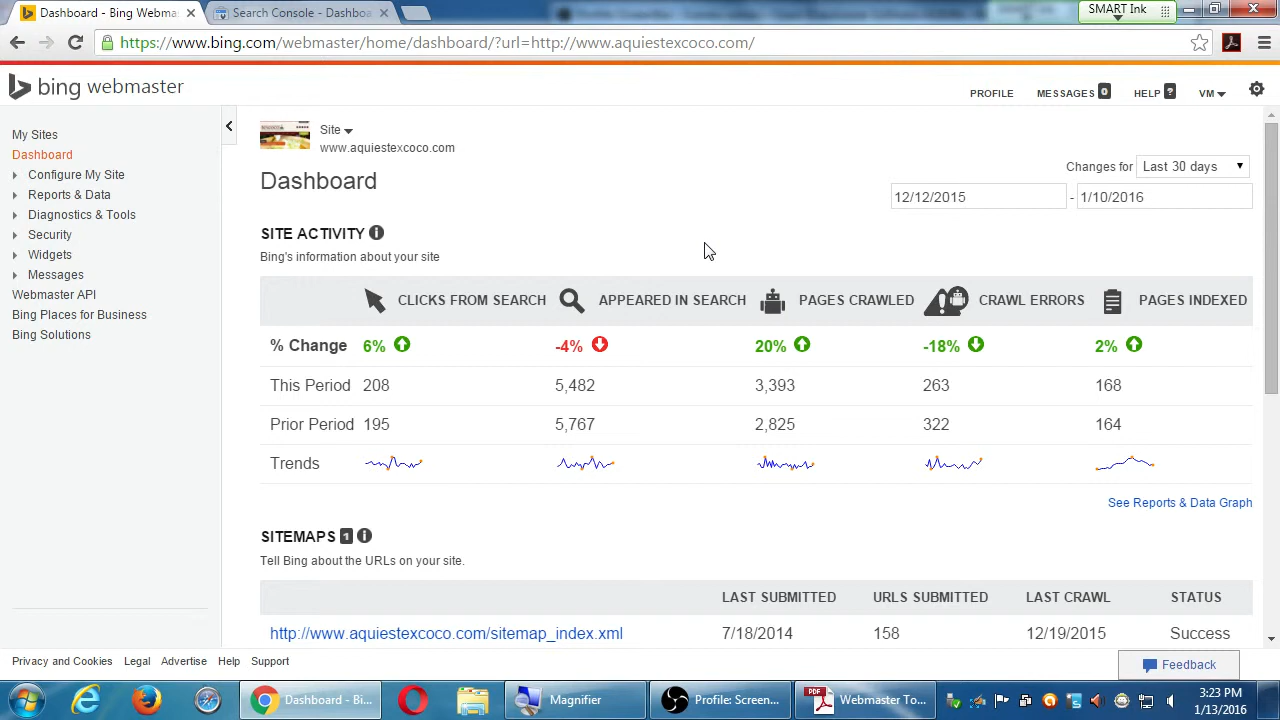 Dashboard - Bing Webmas
Search Console - Dashboa
SMART Ink
https://www.bing.com/webmaster/home/dashboard/?url=http://www.aquiestexcoco.com/
bing webmaster
PROFILE
MESSAGES 0
HELP ?
VM
My Sites
Dashboard
Configure My Site
Reports & Data
Diagnostics & Tools
Security
Widgets
Messages
Webmaster API
Bing Places for Business
Bing Solutions
Site
www.aquiestexcoco.com
Dashboard
Changes for Last 30 days
12/12/2015 - 1/10/2016
SITE ACTIVITY
Bing's information about your site
CLICKS FROM SEARCH APPEARED IN SEARCH PAGES CRAWLED CRAWL ERRORS PAGES INDEXED
% Change 6% -4% 20% -18% 2%
This Period 208 5,482 3,393 263 168
Prior Period 195 5,767 2,825 322 164
Trends
See Reports & Data Graph
SITEMAPS 1
Tell Bing about the URLs on your site.
LAST SUBMITTED URLS SUBMITTED LAST CRAWL STATUS
http://www.aquiestexcoco.com/sitemap_index.xml 7/18/2014 158 12/19/2015 Success
Privacy and Cookies Legal Advertise Help Support
Feedback
Dashboard - Bi...
Magnifier
Profile: Screen...
PDF
Webmaster To...
3:23 PM
1/13/2016